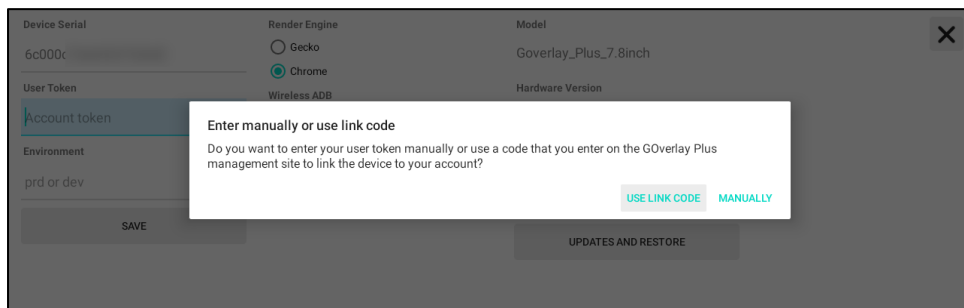 Device Serial
6c000c
User Token
Account token
Environment
prd or dev
SAVE
Render Engine
Gecko
Chrome
Wireless ADB
Model
Goverlay_Plus_7.8inch
Hardware Version
UPDATES AND RESTORE
Enter manually or use link code
Do you want to enter your user token manually or use a code that you enter on the GOverlay Plus
management site to link the device to your account?
USE LINK CODE MANUALLY